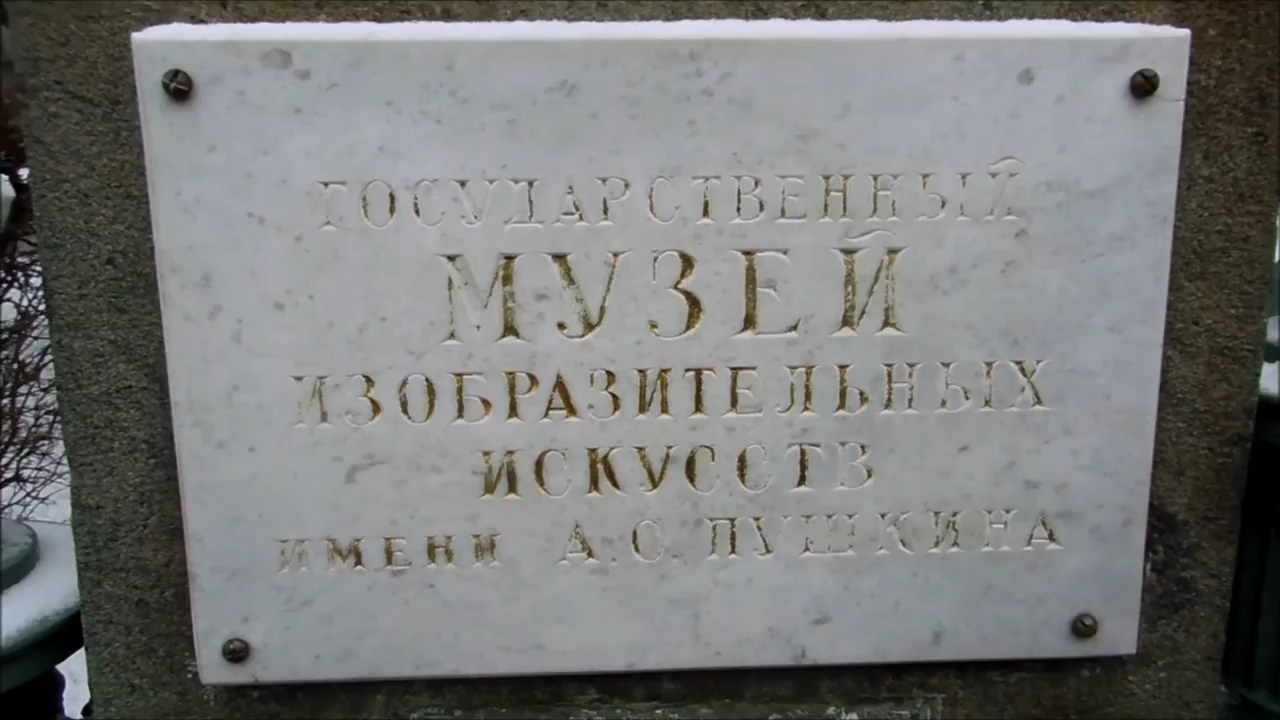 ГОСУДАРСТВЕННЫЙ
МУЗЕЙ
ИЗОБРАЗИТЕЛЬНЫХ
ИСКУССТВ
ИМЕНИ А.С. ПУШКИНА